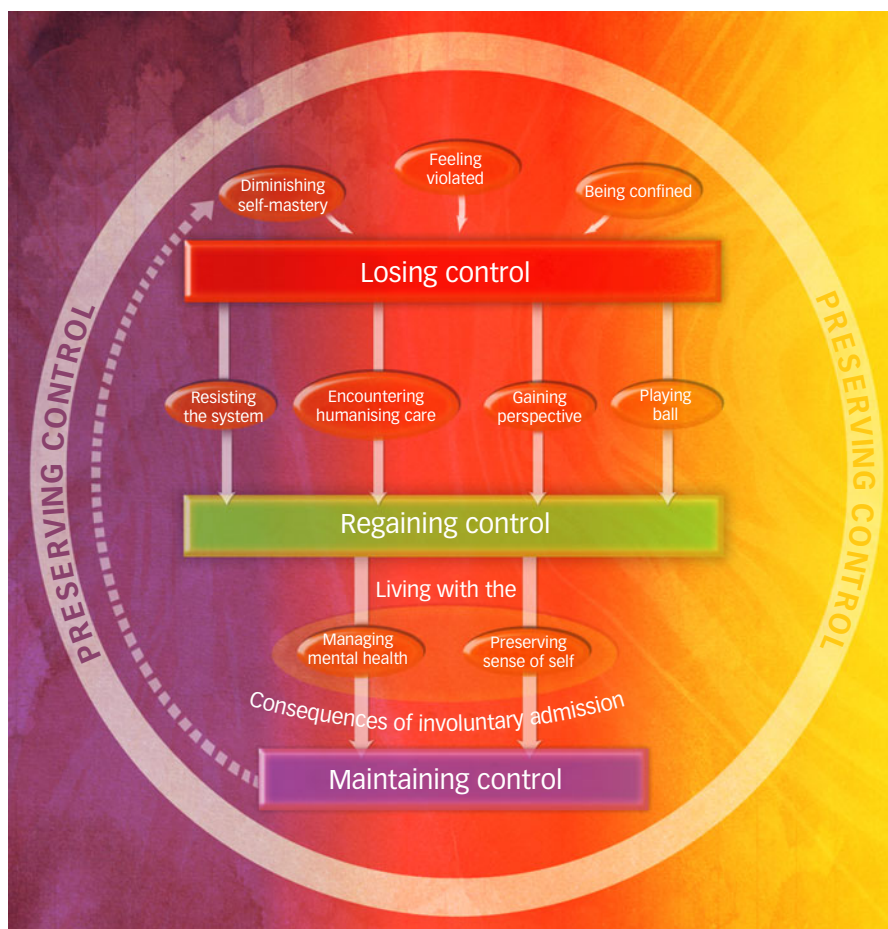 Feeling
violated
Diminishing
self-mastery
Being confined
Losing control
PRESERVING CONTROL
PRESERVING CONTROL
Resisting
the system
Encountering
humanising care
Gaining
perspective
Playing
ball
Regaining control
Living with the
Managing
mental health
Preserving
sense of self
Consequences of involuntary admission
Maintaining control